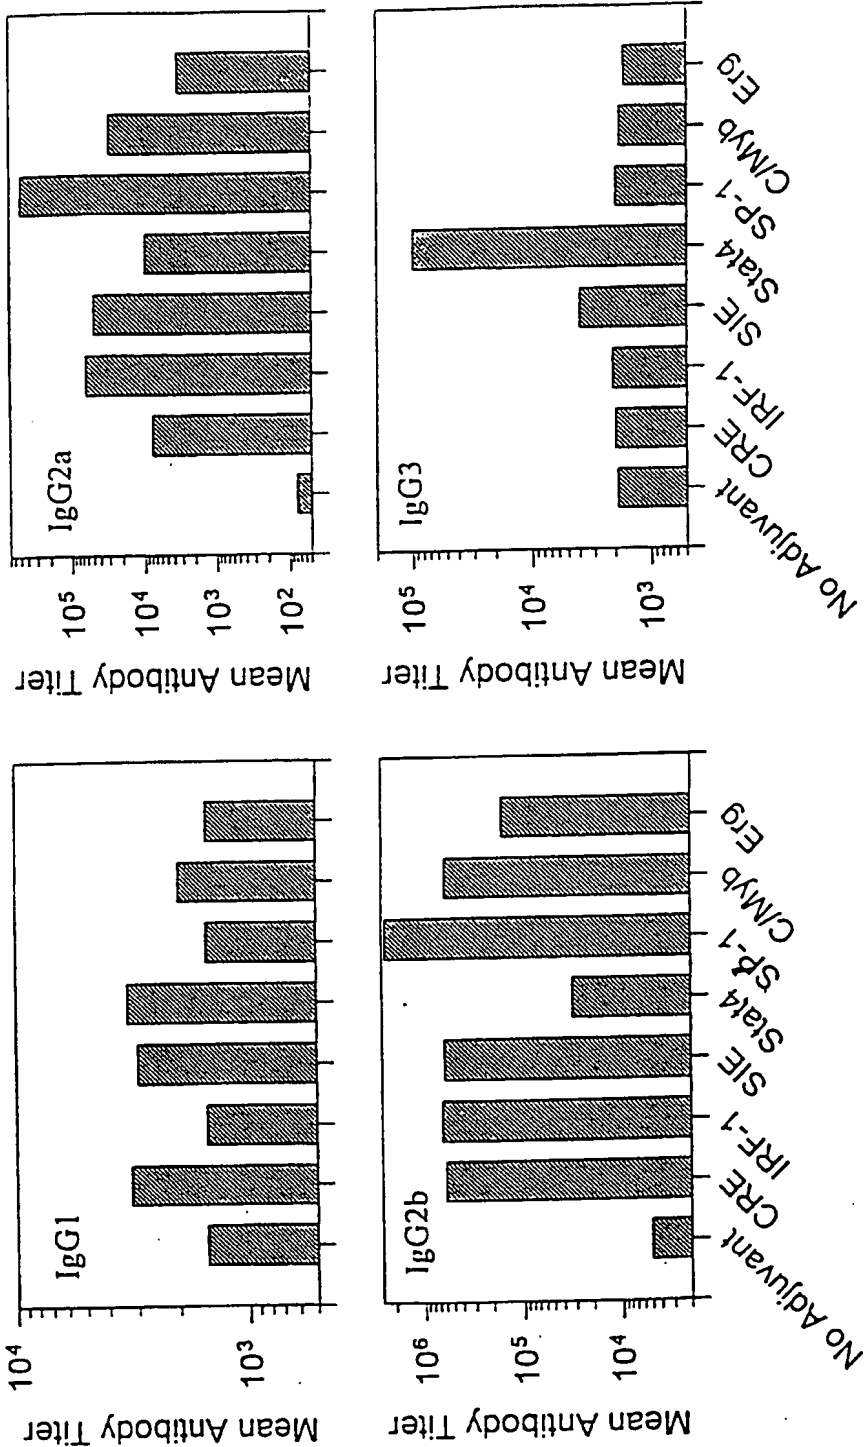 IgG1
Mean Antibody Titer
10⁴
10³
IgG2a
Mean Antibody Titer
10⁵
10⁴
10³
10²
IgG2b
Mean Antibody Titer
10⁶
10⁵
10⁴
No Adjuvant
CRE
IRF-1
SIE
Stat4
SP-1
C/Myb
Erg
IgG3
Mean Antibody Titer
10⁵
10⁴
10³
No Adjuvant
CRE
IRF-1
SIE
Stat4
SP-1
C/Myb
Erg